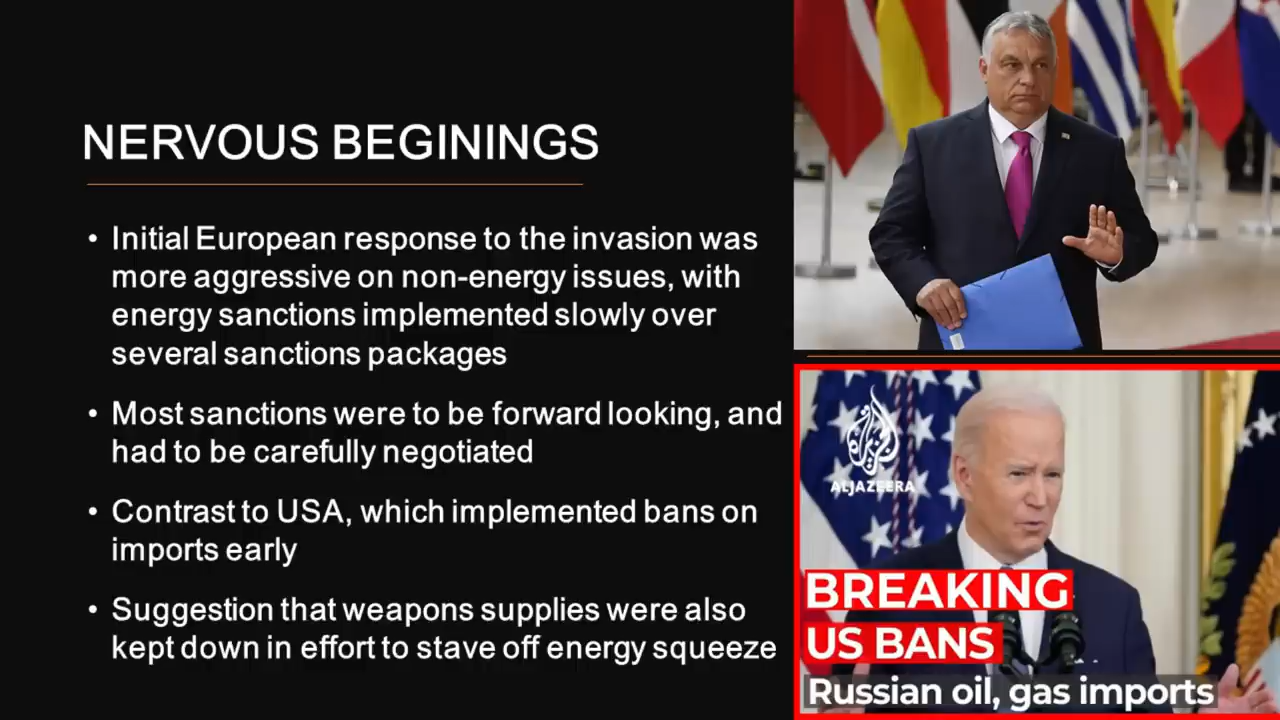 NERVOUS BEGININGS
• Initial European response to the invasion was
more aggressive on non-energy issues, with
energy sanctions implemented slowly over
several sanctions packages
• Most sanctions were to be forward looking, and
had to be carefully negotiated
• Contrast to USA, which implemented bans on
imports early
• Suggestion that weapons supplies were also
kept down in effort to stave off energy squeeze
الجزيرة
ALJAZEERA
BREAKING
US BANS
Russian oil, gas imports